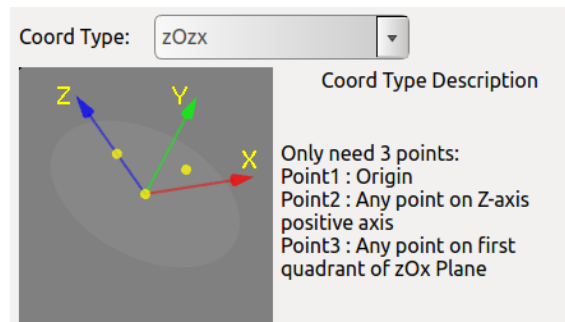 Coord Type: zOzx
Coord Type Description
Z Y X
Only need 3 points:
Point1 : Origin
Point2 : Any point on Z-axis
positive axis
Point3 : Any point on first
quadrant of zOx Plane